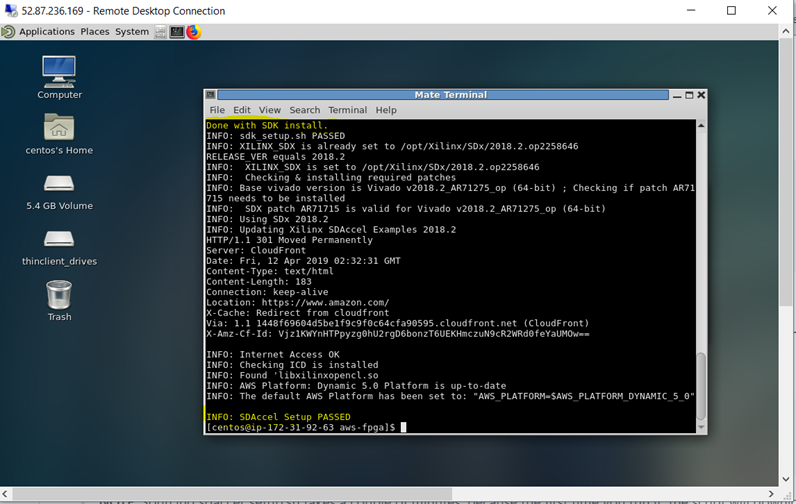 52.87.236.169 - Remote Desktop Connection
Applications Places System
Computer
centos's Home
5.4 GB Volume
thinclient_drives
Trash
Mate Terminal
File Edit View Search Terminal Help
Done with SDK install.
INFO: sdk_setup.sh PASSED
INFO: XILINX_SDX is already set to /opt/Xilinx/SDx/2018.2.op2258646
RELEASE_VER equals 2018.2
INFO:  XILINX_SDX is set to /opt/Xilinx/SDx/2018.2.op2258646
INFO:  Checking & installing required patches
INFO: Base vivado version is Vivado v2018.2_AR71275_op (64-bit) ; Checking if patch AR71
715 needs to be installed
INFO:  SDX patch AR71715 is valid for Vivado v2018.2_AR71275_op (64-bit)
INFO: Using SDx 2018.2
INFO: Updating Xilinx SDAccel Examples 2018.2
HTTP/1.1 301 Moved Permanently
Server: CloudFront
Date: Fri, 12 Apr 2019 02:32:31 GMT
Content-Type: text/html
Content-Length: 183
Connection: keep-alive
Location: https://www.amazon.com/
X-Cache: Redirect from cloudfront
Via: 1.1 1448f69604d5be1f9c9f0c64cfa90595.cloudfront.net (CloudFront)
X-Amz-Cf-Id: Vjz1KWYnHTPpyzg0hU2rgD6bonzT6UEKHmczuN9cR2WRd0feYaUMOw==
INFO: Internet Access OK
INFO: Checking ICD is installed
INFO: Found 'libxilinxopencl.so
INFO: AWS Platform: Dynamic 5.0 Platform is up-to-date
INFO: The default AWS Platform has been set to: "AWS_PLATFORM=$AWS_PLATFORM_DYNAMIC_5_0"
INFO: SDAccel Setup PASSED
[centos@ip-172-31-92-63 aws-fpga]$